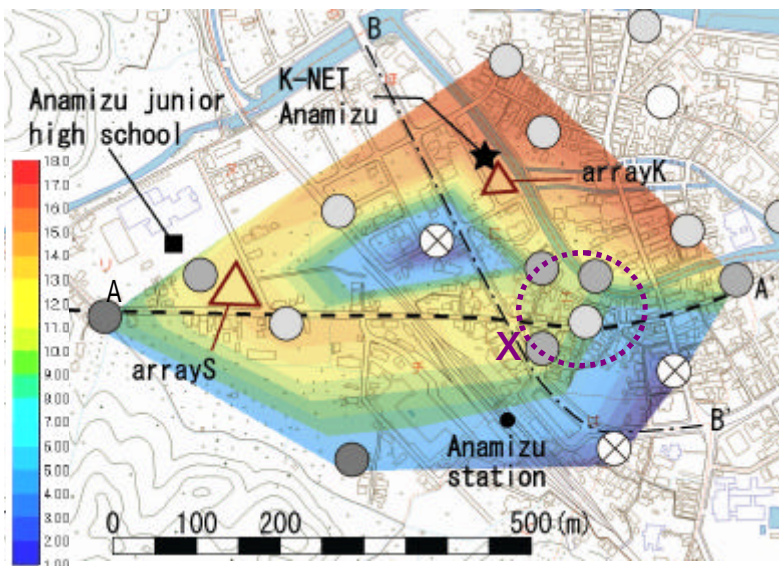 B
K-NET
Anamizu
Anamizu junior
high school
arrayK
18.0
17.0
16.0
15.0
14.0
13.0
12.0
11.0
10.0
9.00
8.00
7.00
6.00
5.00
4.00
3.00
2.00
1.00
A
A'
arrayS
X
B'
Anamizu
station
0 100 200 500(m)